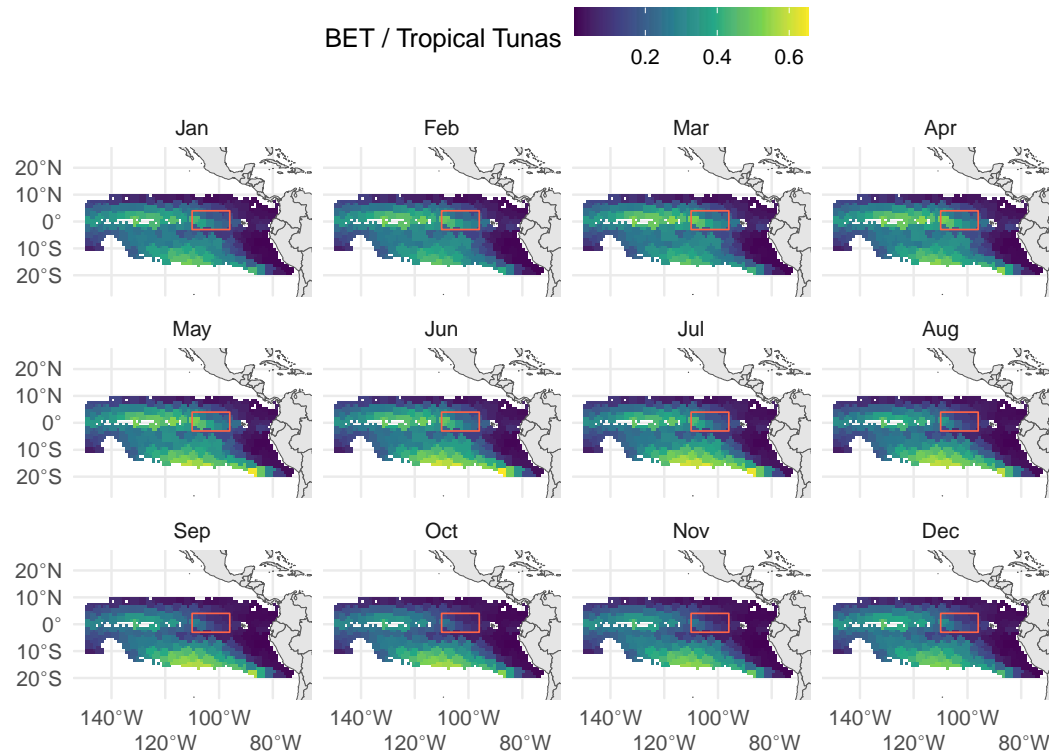 BET / Tropical Tunas
0.2 0.4 0.6
Jan Feb Mar Apr
20°N
10°N
0°
10°S
20°S
May Jun Jul Aug
20°N
10°N
0°
10°S
20°S
Sep Oct Nov Dec
20°N
10°N
0°
10°S
20°S
140°W 100°W 140°W 100°W 140°W 100°W 140°W 100°W
120°W 80°W 120°W 80°W 120°W 80°W 120°W 80°W